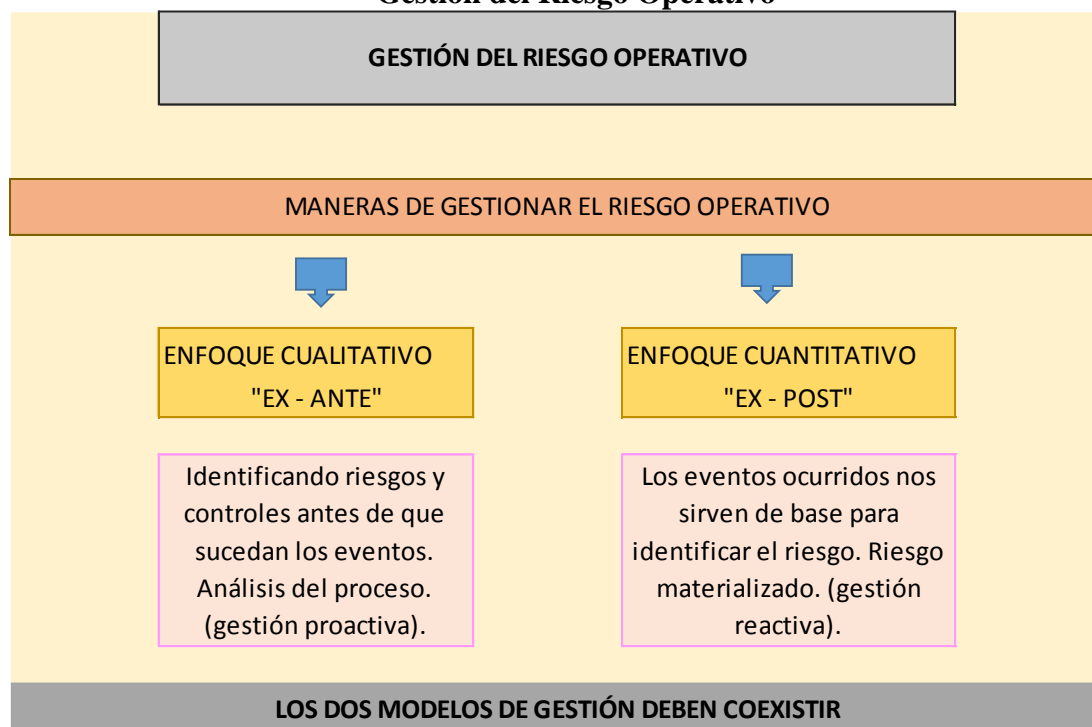 Gestión del Riesgo Operativo
GESTIÓN DEL RIESGO OPERATIVO
MANERAS DE GESTIONAR EL RIESGO OPERATIVO
ENFOQUE CUALITATIVO
"EX - ANTE"
Identificando riesgos y
controles antes de que
sucedan los eventos.
Análisis del proceso.
(gestión proactiva).
ENFOQUE CUANTITATIVO
"EX - POST"
Los eventos ocurridos nos
sirven de base para
identificar el riesgo. Riesgo
materializado. (gestión
reactiva).
LOS DOS MODELOS DE GESTIÓN DEBEN COEXISTIR